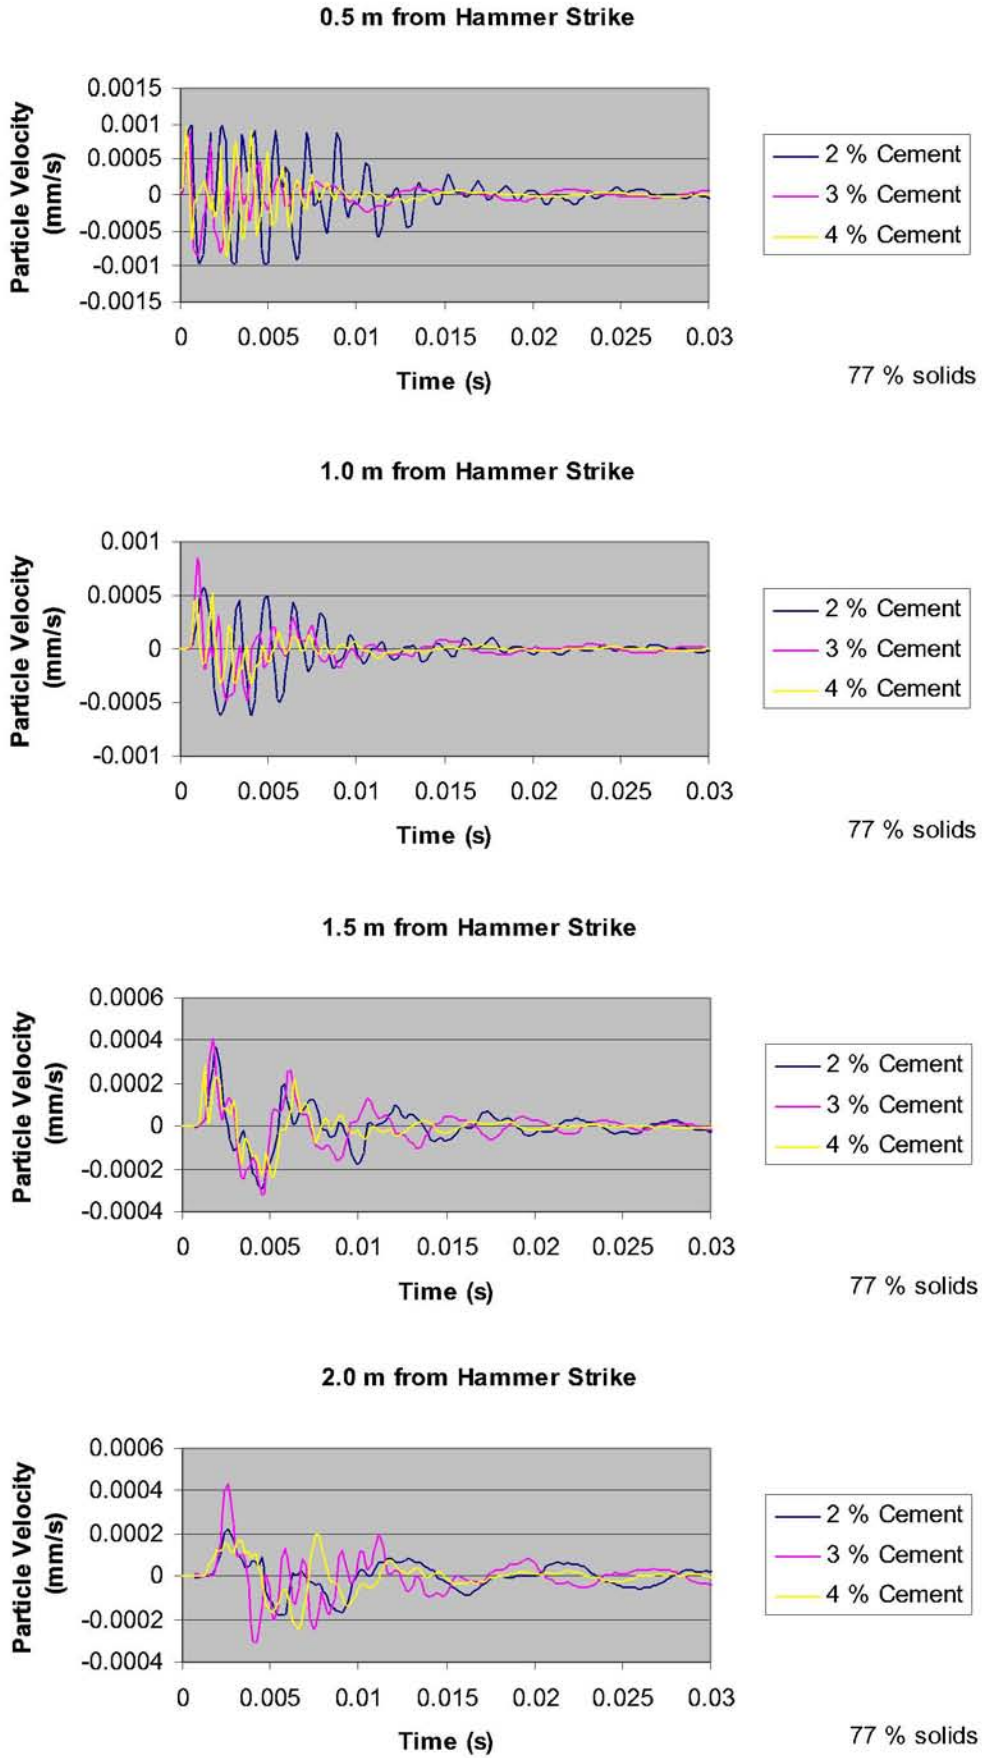 0.5 m from Hammer Strike
Particle Velocity
(mm/s)
0.0015
0.001
0.0005
0
-0.0005
-0.001
-0.0015
0 0.005 0.01 0.015 0.02 0.025 0.03
Time (s)
2 % Cement
3 % Cement
4 % Cement
77 % solids
1.0 m from Hammer Strike
Particle Velocity
(mm/s)
0.001
0.0005
0
-0.0005
-0.001
0 0.005 0.01 0.015 0.02 0.025 0.03
Time (s)
2 % Cement
3 % Cement
4 % Cement
77 % solids
1.5 m from Hammer Strike
Particle Velocity
(mm/s)
0.0006
0.0004
0.0002
0
-0.0002
-0.0004
0 0.005 0.01 0.015 0.02 0.025 0.03
Time (s)
2 % Cement
3 % Cement
4 % Cement
77 % solids
2.0 m from Hammer Strike
Particle Velocity
(mm/s)
0.0006
0.0004
0.0002
0
-0.0002
-0.0004
0 0.005 0.01 0.015 0.02 0.025 0.03
Time (s)
2 % Cement
3 % Cement
4 % Cement
77 % solids